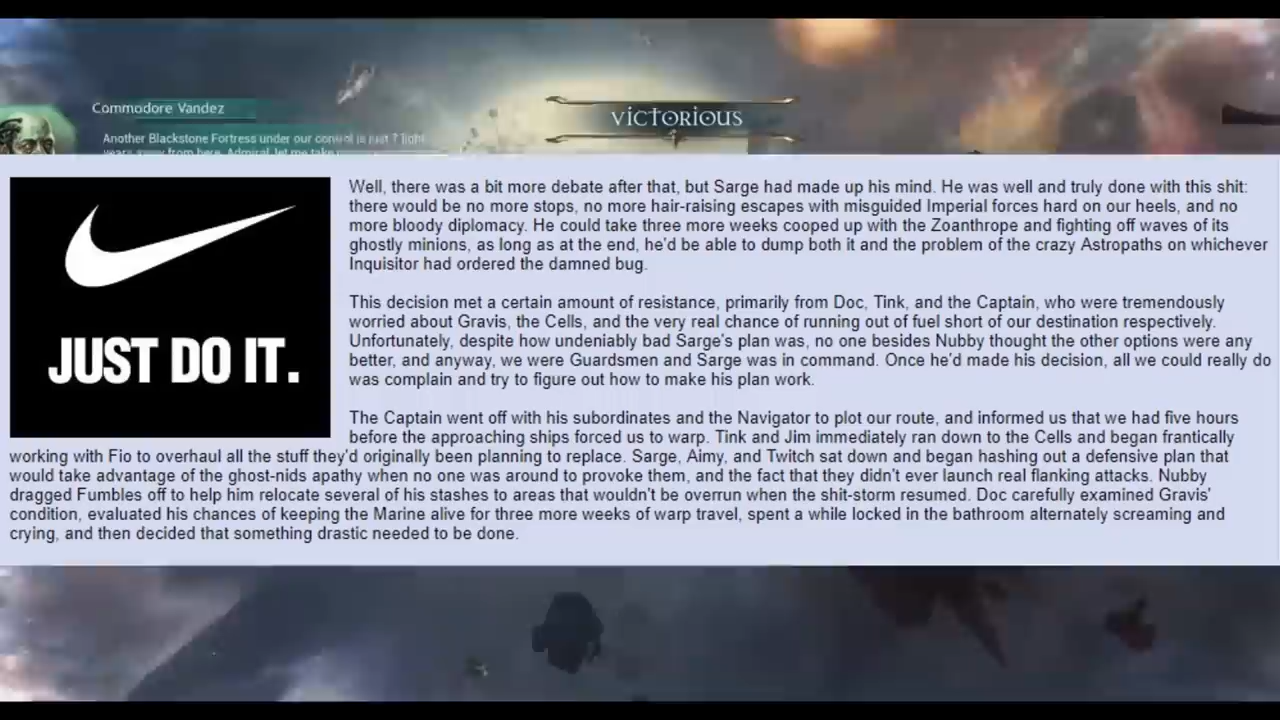 Commodore Vandez
VICTORIOUS
Another Blackstone Fortress under our control is just ? light
years away from here, Admiral, let me take
JUST DO IT.
Well, there was a bit more debate after that, but Sarge had made up his mind. He was well and truly done with this shit:
there would be no more stops, no more hair-raising escapes with misguided Imperial forces hard on our heels, and no
more bloody diplomacy. He could take three more weeks cooped up with the Zoanthrope and fighting off waves of its
ghostly minions, as long as at the end, he'd be able to dump both it and the problem of the crazy Astropaths on whichever
Inquisitor had ordered the damned bug.
This decision met a certain amount of resistance, primarily from Doc, Tink, and the Captain, who were tremendously
worried about Gravis, the Cells, and the very real chance of running out of fuel short of our destination respectively.
Unfortunately, despite how undeniably bad Sarge's plan was, no one besides Nubby thought the other options were any
better, and anyway, we were Guardsmen and Sarge was in command. Once he'd made his decision, all we could really do
was complain and try to figure out how to make his plan work.
The Captain went off with his subordinates and the Navigator to plot our route, and informed us that we had five hours
before the approaching ships forced us to warp. Tink and Jim immediately ran down to the Cells and began frantically
working with Fio to overhaul all the stuff they'd originally been planning to replace. Sarge, Aimy, and Twitch sat down and began hashing out a defensive plan that
would take advantage of the ghost-nids apathy when no one was around to provoke them, and the fact that they didn't ever launch real flanking attacks. Nubby
dragged Fumbles off to help him relocate several of his stashes to areas that wouldn't be overrun when the shit-storm resumed. Doc carefully examined Gravis'
condition, evaluated his chances of keeping the Marine alive for three more weeks of warp travel, spent a while locked in the bathroom alternately screaming and
crying, and then decided that something drastic needed to be done.